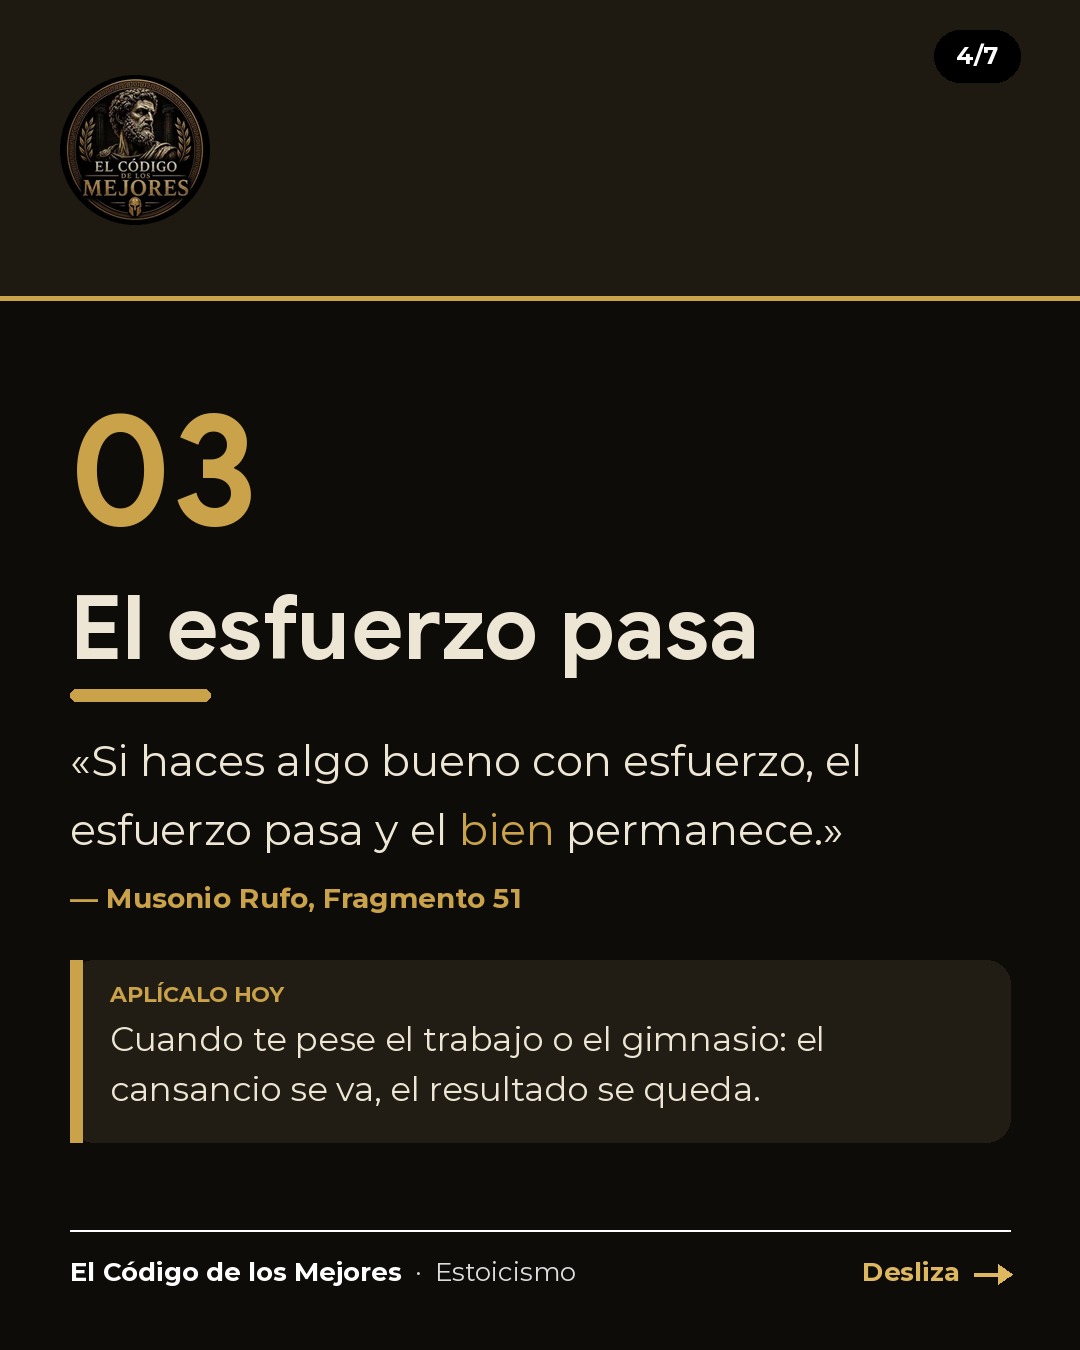 4/7
EL CÓDIGO
DE LOS
MEJORES
03
El esfuerzo pasa
«Si haces algo bueno con esfuerzo, el
esfuerzo pasa y el bien permanece.»
— Musonio Rufo, Fragmento 51
APLÍCALO HOY
Cuando te pese el trabajo o el gimnasio: el
cansancio se va, el resultado se queda.
El Código de los Mejores · Estoicismo
Desliza